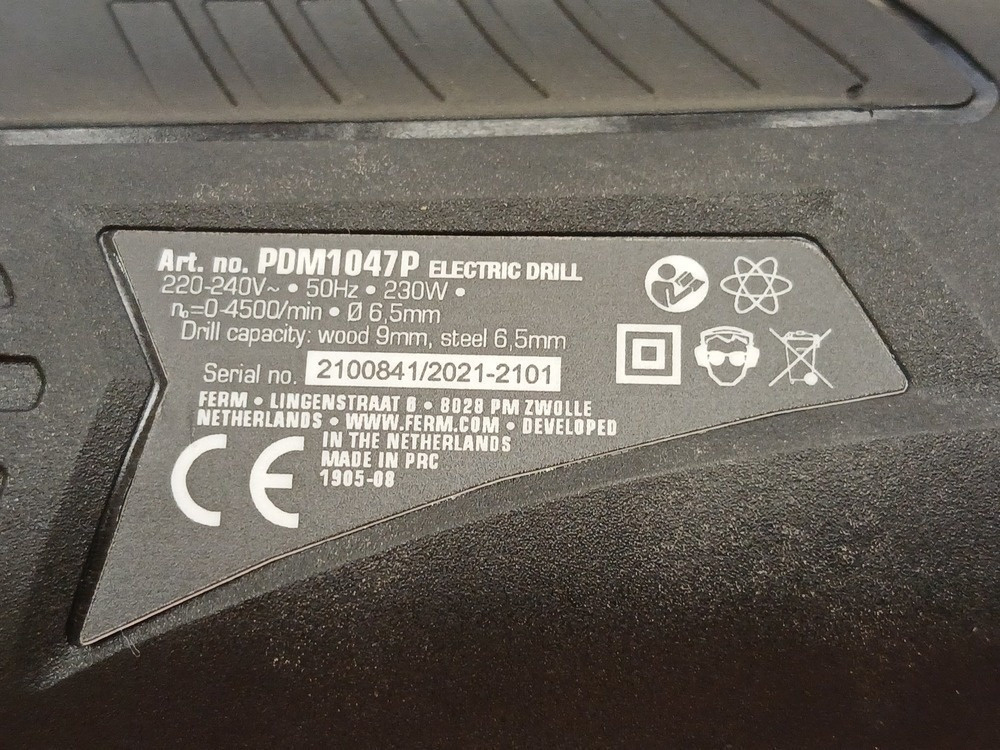 Art. no. PDM1047P ELECTRIC DRILL
220-240V~ • 50Hz • 230W •
n₀=0-4500/min • Ø 6,5mm
Drill capacity: wood 9mm, steel 6,5mm
Serial no. 2100841/2021-2101
FERM • LINGENSTRAAT 6 • 8028 PM ZWOLLE
NETHERLANDS • WWW.FERM.COM • DEVELOPED
IN THE NETHERLANDS
MADE IN PRC
1905-08
CE